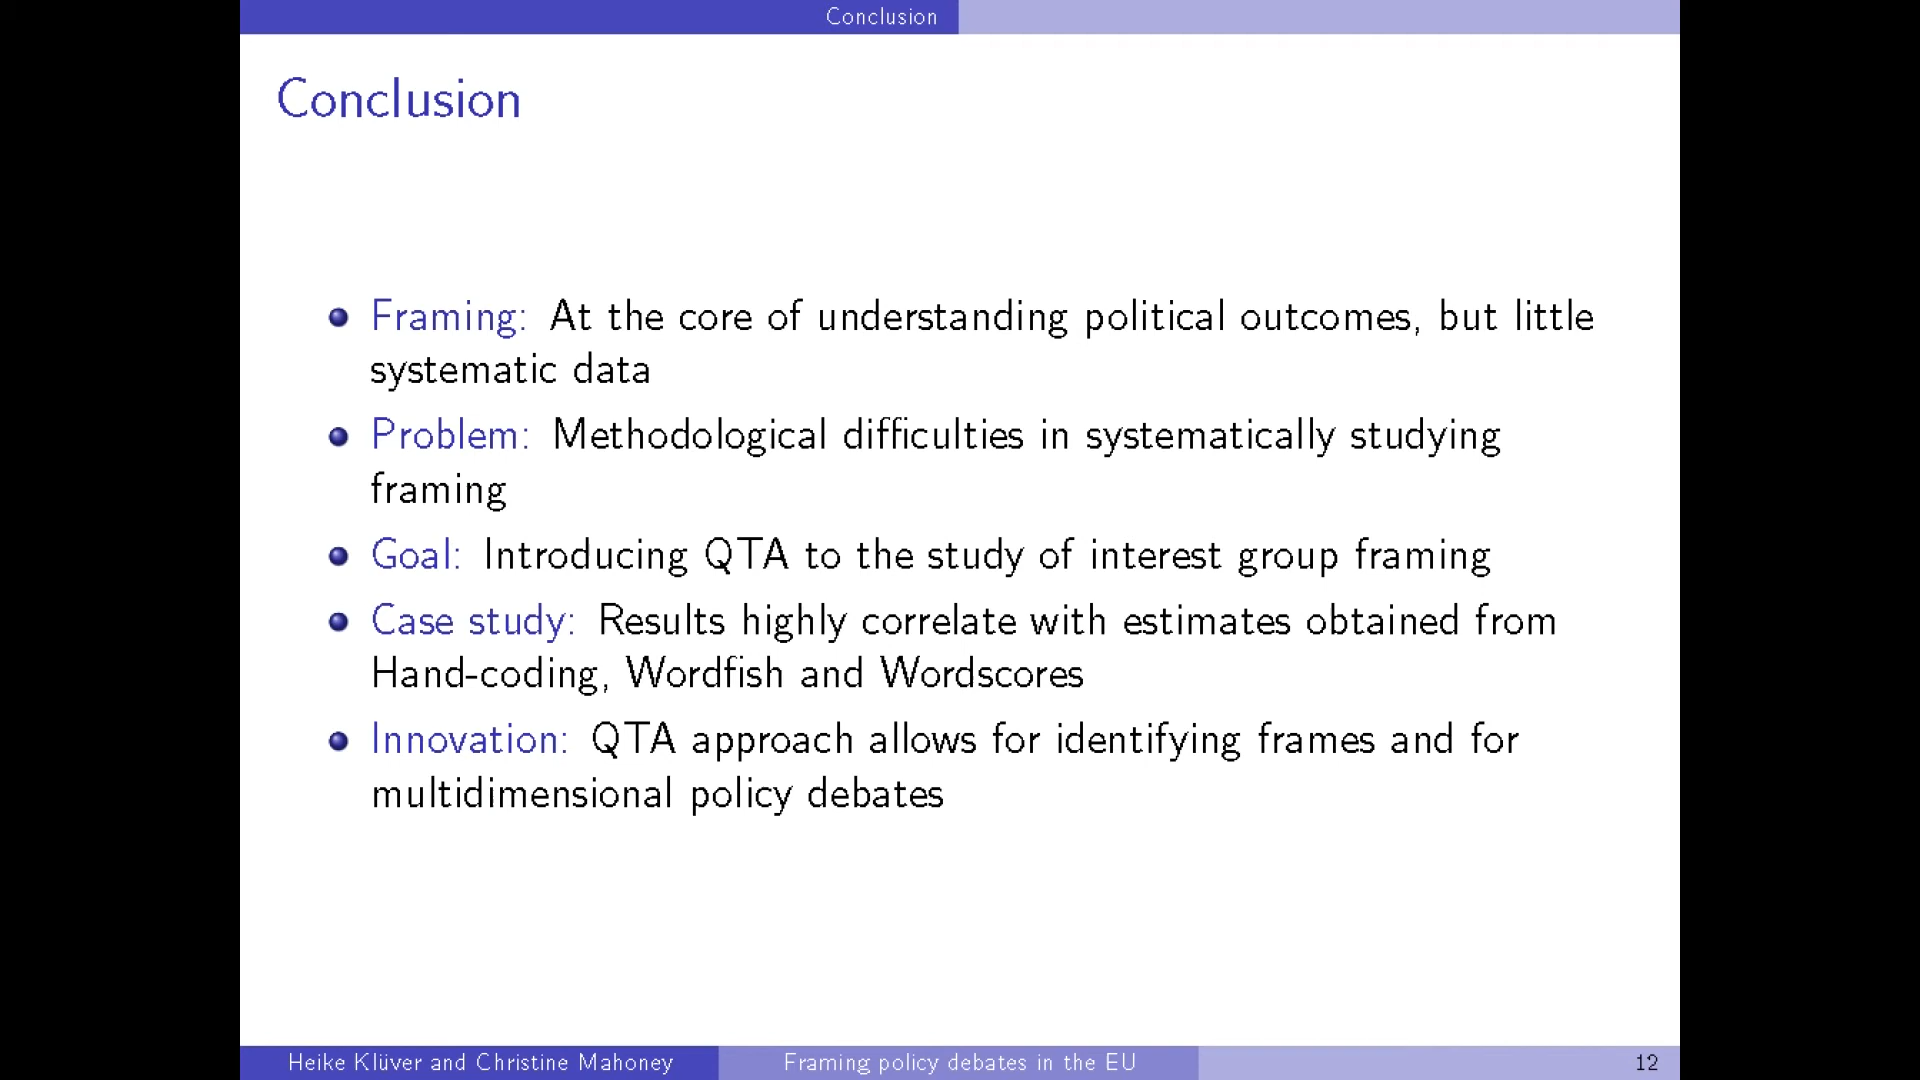 Conclusion
Conclusion
Framing: At the core of understanding political outcomes, but little
systematic data
Problem: Methodological difficulties in systematically studying
framing
Goal: Introducing QTA to the study of interest group framing
Case study: Results highly correlate with estimates obtained from
Hand-coding, Wordfish and Wordscores
Innovation: QTA approach allows for identifying frames and for
multidimensional policy debates
Heike Klüver and Christine Mahoney
Framing policy debates in the EU
12